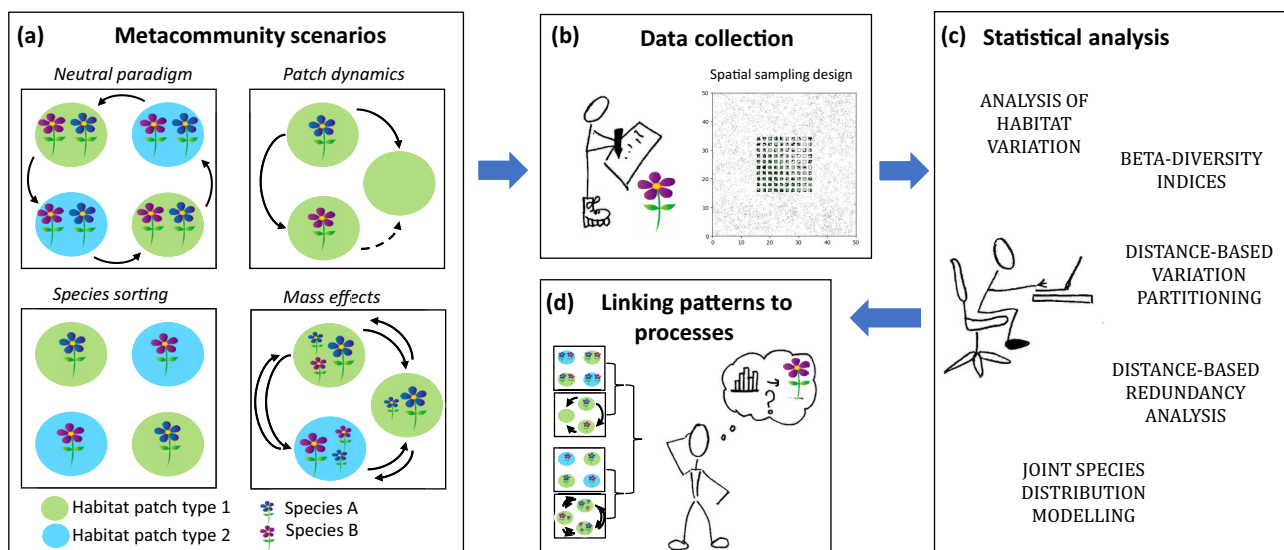 (a) Metacommunity scenarios
Neutral paradigm
Patch dynamics
Species sorting
Mass effects
Habitat patch type 1
Habitat patch type 2
Species A
Species B
(b) Data collection
Spatial sampling design
50
40
30
20
10
0
0 10 20 30 40 50
(d) Linking patterns to
processes
?
(c) Statistical analysis
ANALYSIS OF
HABITAT
VARIATION
BETA-DIVERSITY
INDICES
DISTANCE-BASED
VARIATION
PARTITIONING
DISTANCE-BASED
REDUNDANCY
ANALYSIS
JOINT SPECIES
DISTRIBUTION
MODELLING